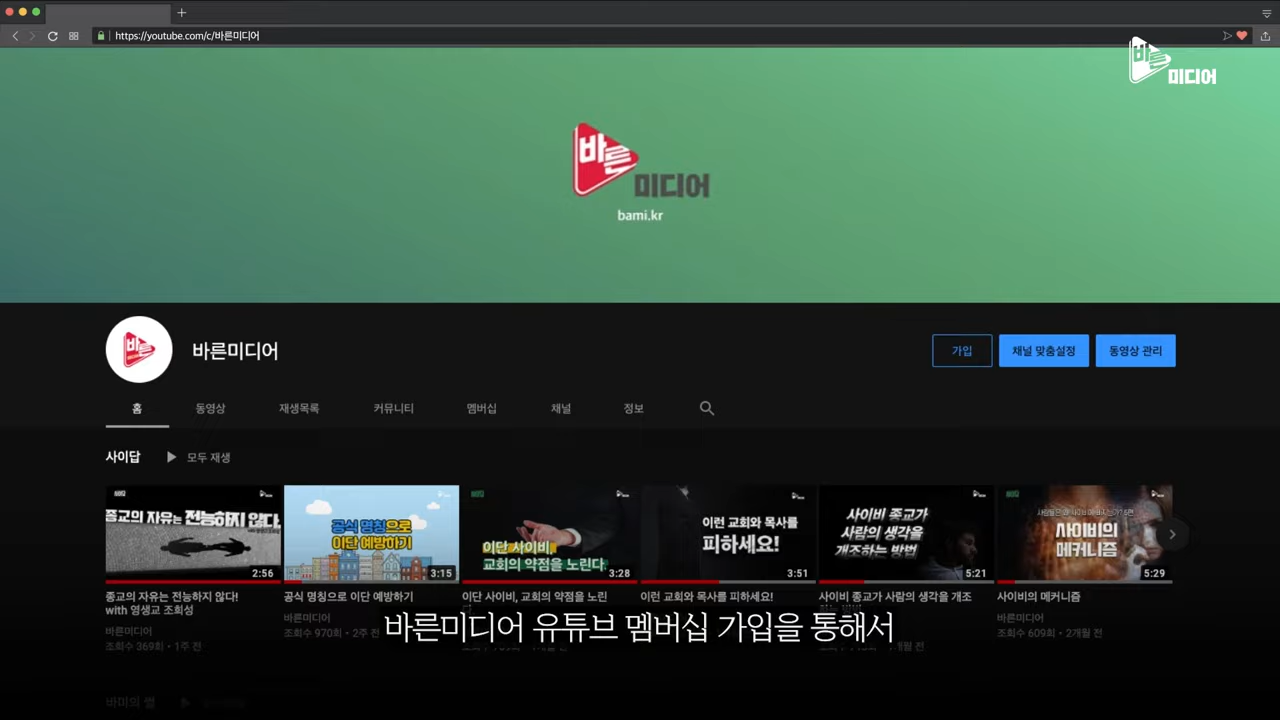 https://youtube.com/c/바른미디어
바른
미디어
바른
미디어
bami.kr
바른
바른미디어
가입
채널 맞춤설정
동영상 관리
홈
동영상
재생목록
커뮤니티
멤버십
채널
정보
사이답
모두 재생
종교의 자유는 전능하지 않다.
2:56
공식 명칭으로
이단 예방하기
3:15
이단 사이비,
교회의 약점을 노린다.
3:28
이런 교회와 목사를
피하세요!
3:51
사이비 종교가
사람의 생각을
개조하는 방법
5:21
사이비의
메커니즘
5:29
종교의 자유는 전능하지 않다!
with 영생교 조희성
바른미디어
조회수 369회 • 1주 전
공식 명칭으로 이단 예방하기
바른미디어
조회수 970회 • 2주 전
이단 사이비, 교회의 약점을 노린
이런 교회와 목사를 피하세요!
사이비 종교가 사람의 생각을 개조
사이비의 메커니즘
바른미디어
조회수 609회 • 2개월 전
바른미디어 유튜브 멤버십 가입을 통해서
바미의 썰